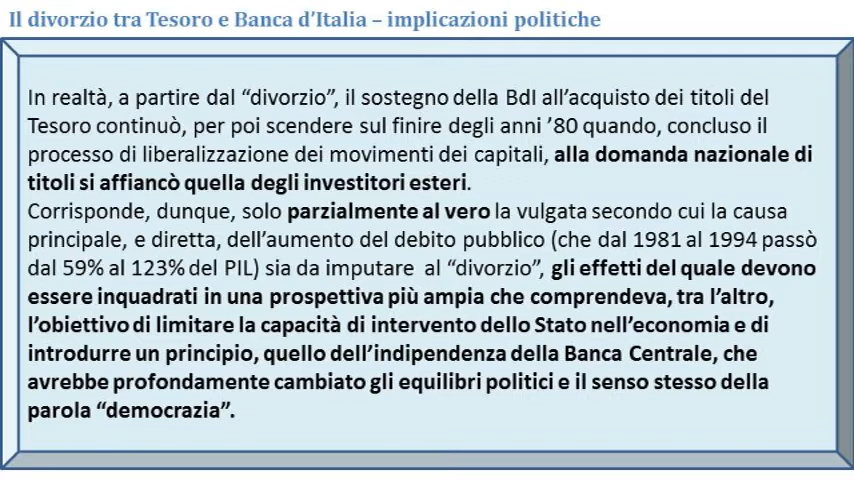 Il divorzio tra Tesoro e Banca d’Italia – implicazioni politiche
In realtà, a partire dal “divorzio”, il sostegno della BdI all’acquisto dei titoli del
Tesoro continuò, per poi scendere sul finire degli anni ’80 quando, concluso il
processo di liberalizzazione dei movimenti dei capitali, alla domanda nazionale di
titoli si affiancò quella degli investitori esteri.
Corrisponde, dunque, solo parzialmente al vero la vulgata secondo cui la causa
principale, e diretta, dell’aumento del debito pubblico (che dal 1981 al 1994 passò
dal 59% al 123% del PIL) sia da imputare al “divorzio”, gli effetti del quale devono
essere inquadrati in una prospettiva più ampia che comprendeva, tra l’altro,
l’obiettivo di limitare la capacità di intervento dello Stato nell’economia e di
introdurre un principio, quello dell’indipendenza della Banca Centrale, che
avrebbe profondamente cambiato gli equilibri politici e il senso stesso della
parola “democrazia”.